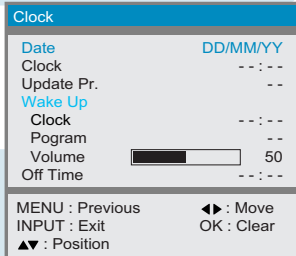 Clock
Date DD/MM/YY
Clock - - : - -
Update Pr. - -
Wake Up
Clock - - : - -
Pogram - -
Volume 50
Off Time - - : - -
MENU : Previous ◀▶ : Move
INPUT : Exit OK : Clear
▲▼ : Position